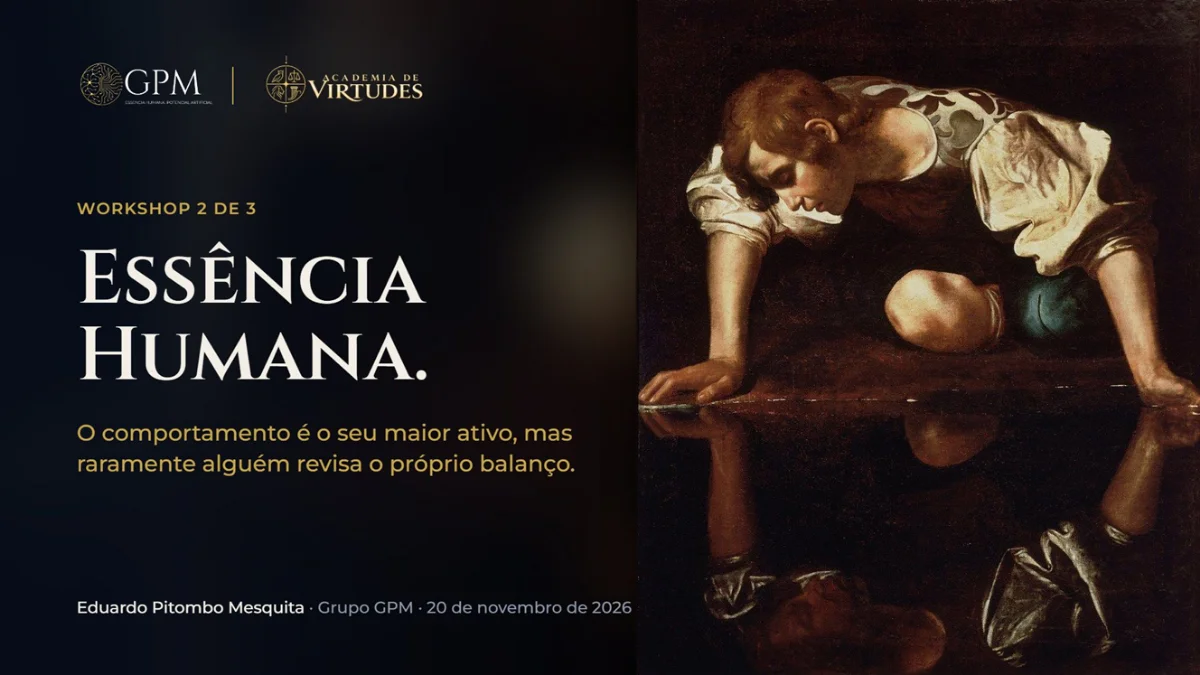 GPM
ACADEMIA DE
VIRTUDES
WORKSHOP 2 DE 3
ESSÊNCIA
HUMANA.
O comportamento é o seu maior ativo, mas
raramente alguém revisa o próprio balanço.
Eduardo Pitombo Mesquita · Grupo GPM · 20 de novembro de 2026